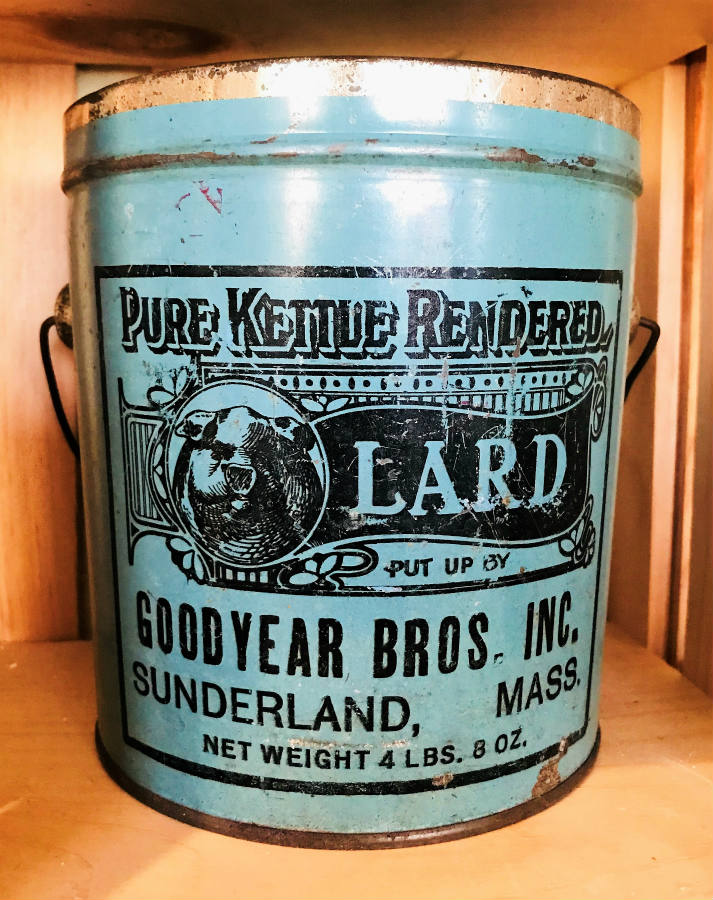 PURE KETTLE RENDERED
LARD
PUT UP BY
GOODYEAR BROS. INC.
SUNDERLAND, MASS.
NET WEIGHT 4 LBS. 8 OZ.